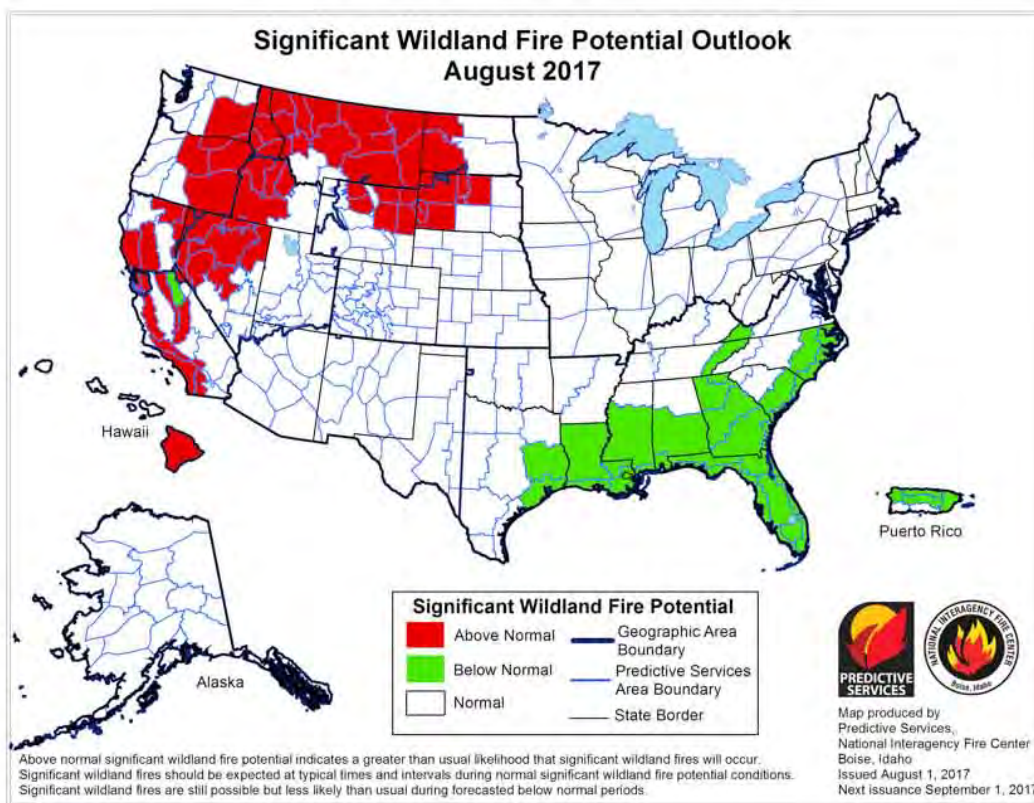 Significant Wildland Fire Potential Outlook
August 2017
Hawaii
Puerto Rico
Alaska
Significant Wildland Fire Potential
Above Normal
Below Normal
Normal
Geographic Area
Boundary
Predictive Services
Area Boundary
State Border
PREDICTIVE
SERVICES
NATIONAL INTERAGENCY FIRE CENTER
Boise, Idaho
Map produced by
Predictive Services,
National Interagency Fire Center
Boise, Idaho
Issued August 1, 2017
Next issuance September 1, 2017
Above normal significant wildland fire potential indicates a greater than usual likelihood that significant wildland fires will occur.
Significant wildland fires should be expected at typical times and intervals during normal significant wildland fire potential conditions.
Significant wildland fires are still possible but less likely than usual during forecasted below normal periods.